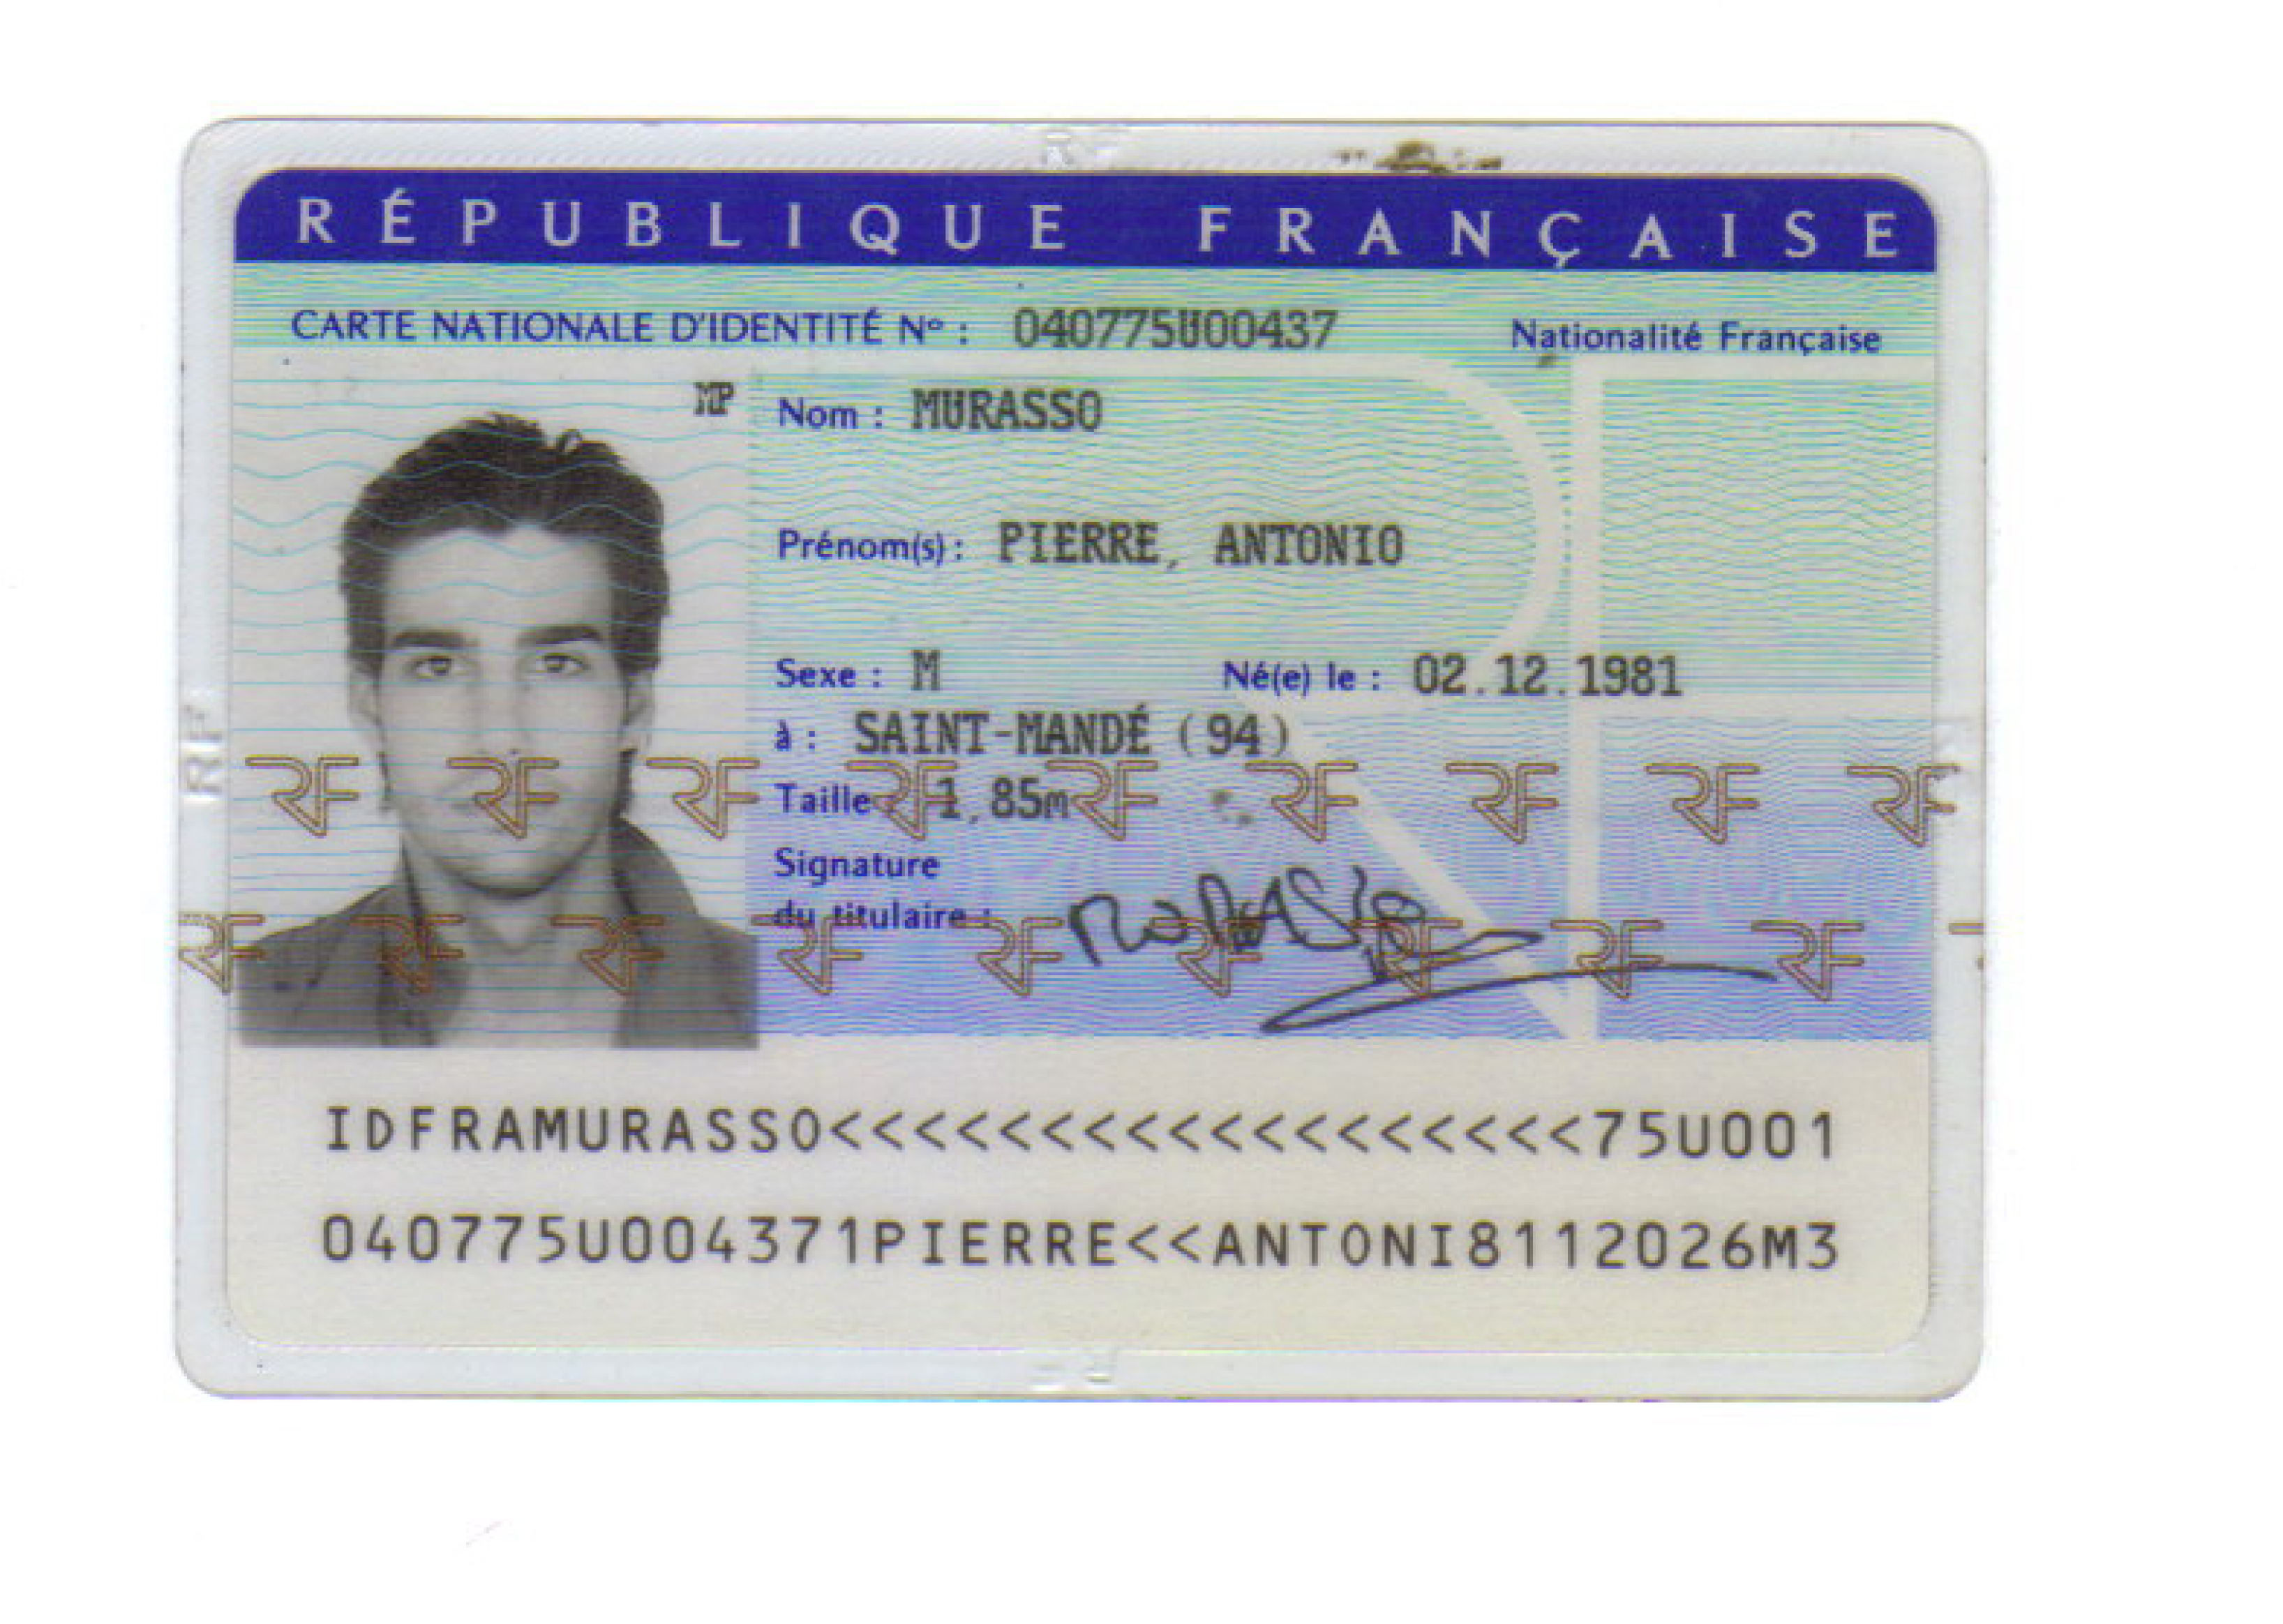 RÉPUBLIQUE FRANÇAISE
CARTE NATIONALE D'IDENTITÉ Nº : 040775U00437 Nationalité Française
MP
Nom : MURASSO
Prénom(s) : PIERRE, ANTONIO
Sexe : M Né(e) le : 02.12.1981
à : SAINT-MANDÉ (94)
Taille : 1,85m
RF RF RF RF RF RF RF RF RF
Signature
du titulaire :
RF RF RF RF RF RF RF RF RF
IDFRAMURASSO<<<<<<<<<<<<<<<<<<75U001
040775U004371PIERRE<<ANTONI8112026M3